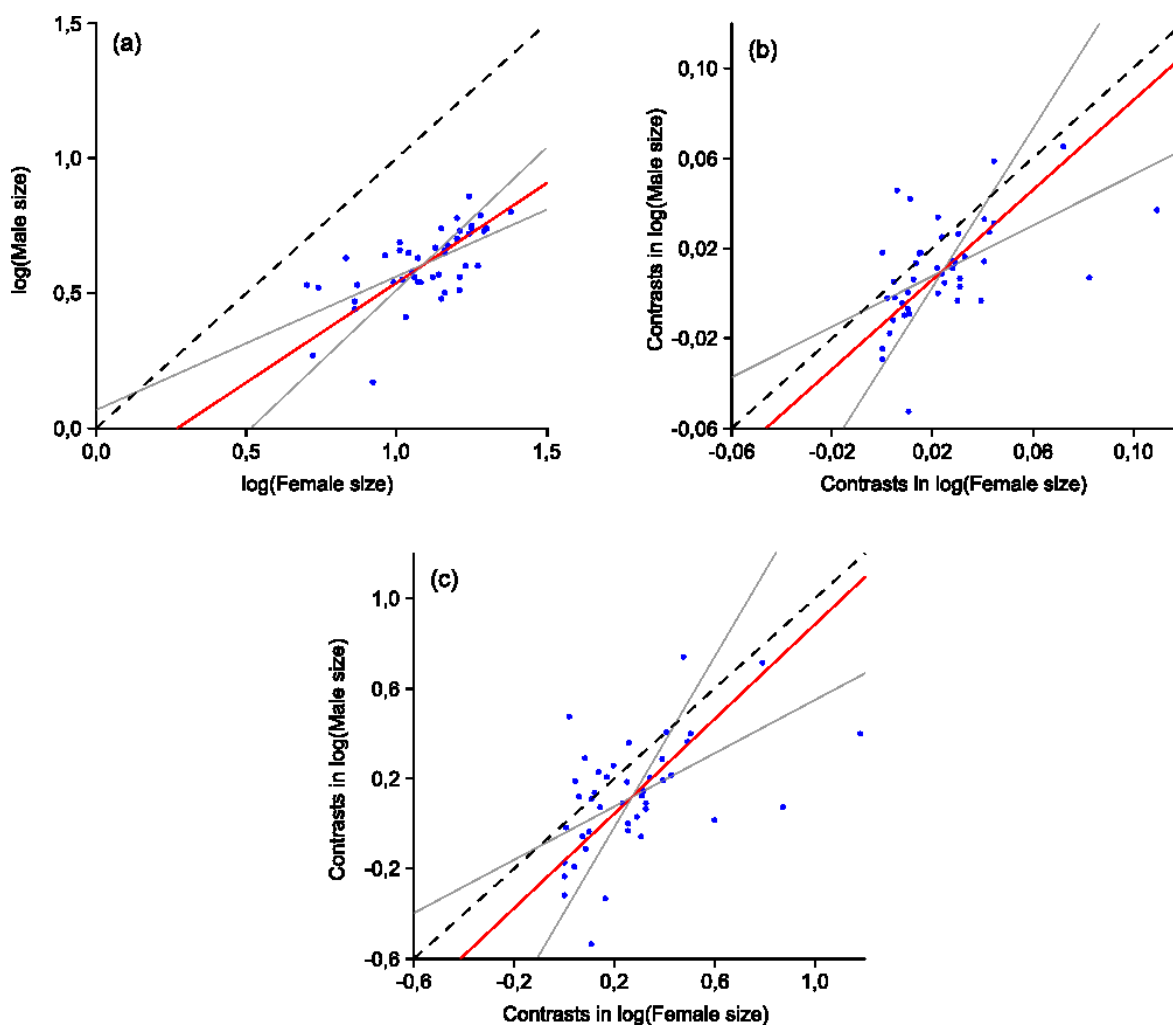 (a)
1,5
1,0
0,5
0,0
log(Male size)
0,0 0,5 1,0 1,5
log(Female size)
(b)
0,10
0,06
0,02
-0,02
-0,06
Contrasts in log(Male size)
-0,06 -0,02 0,02 0,06 0,10
Contrasts in log(Female size)
(c)
1,0
0,6
0,2
-0,2
-0,6
Contrasts in log(Male size)
-0,6 -0,2 0,2 0,6 1,0
Contrasts in log(Female size)